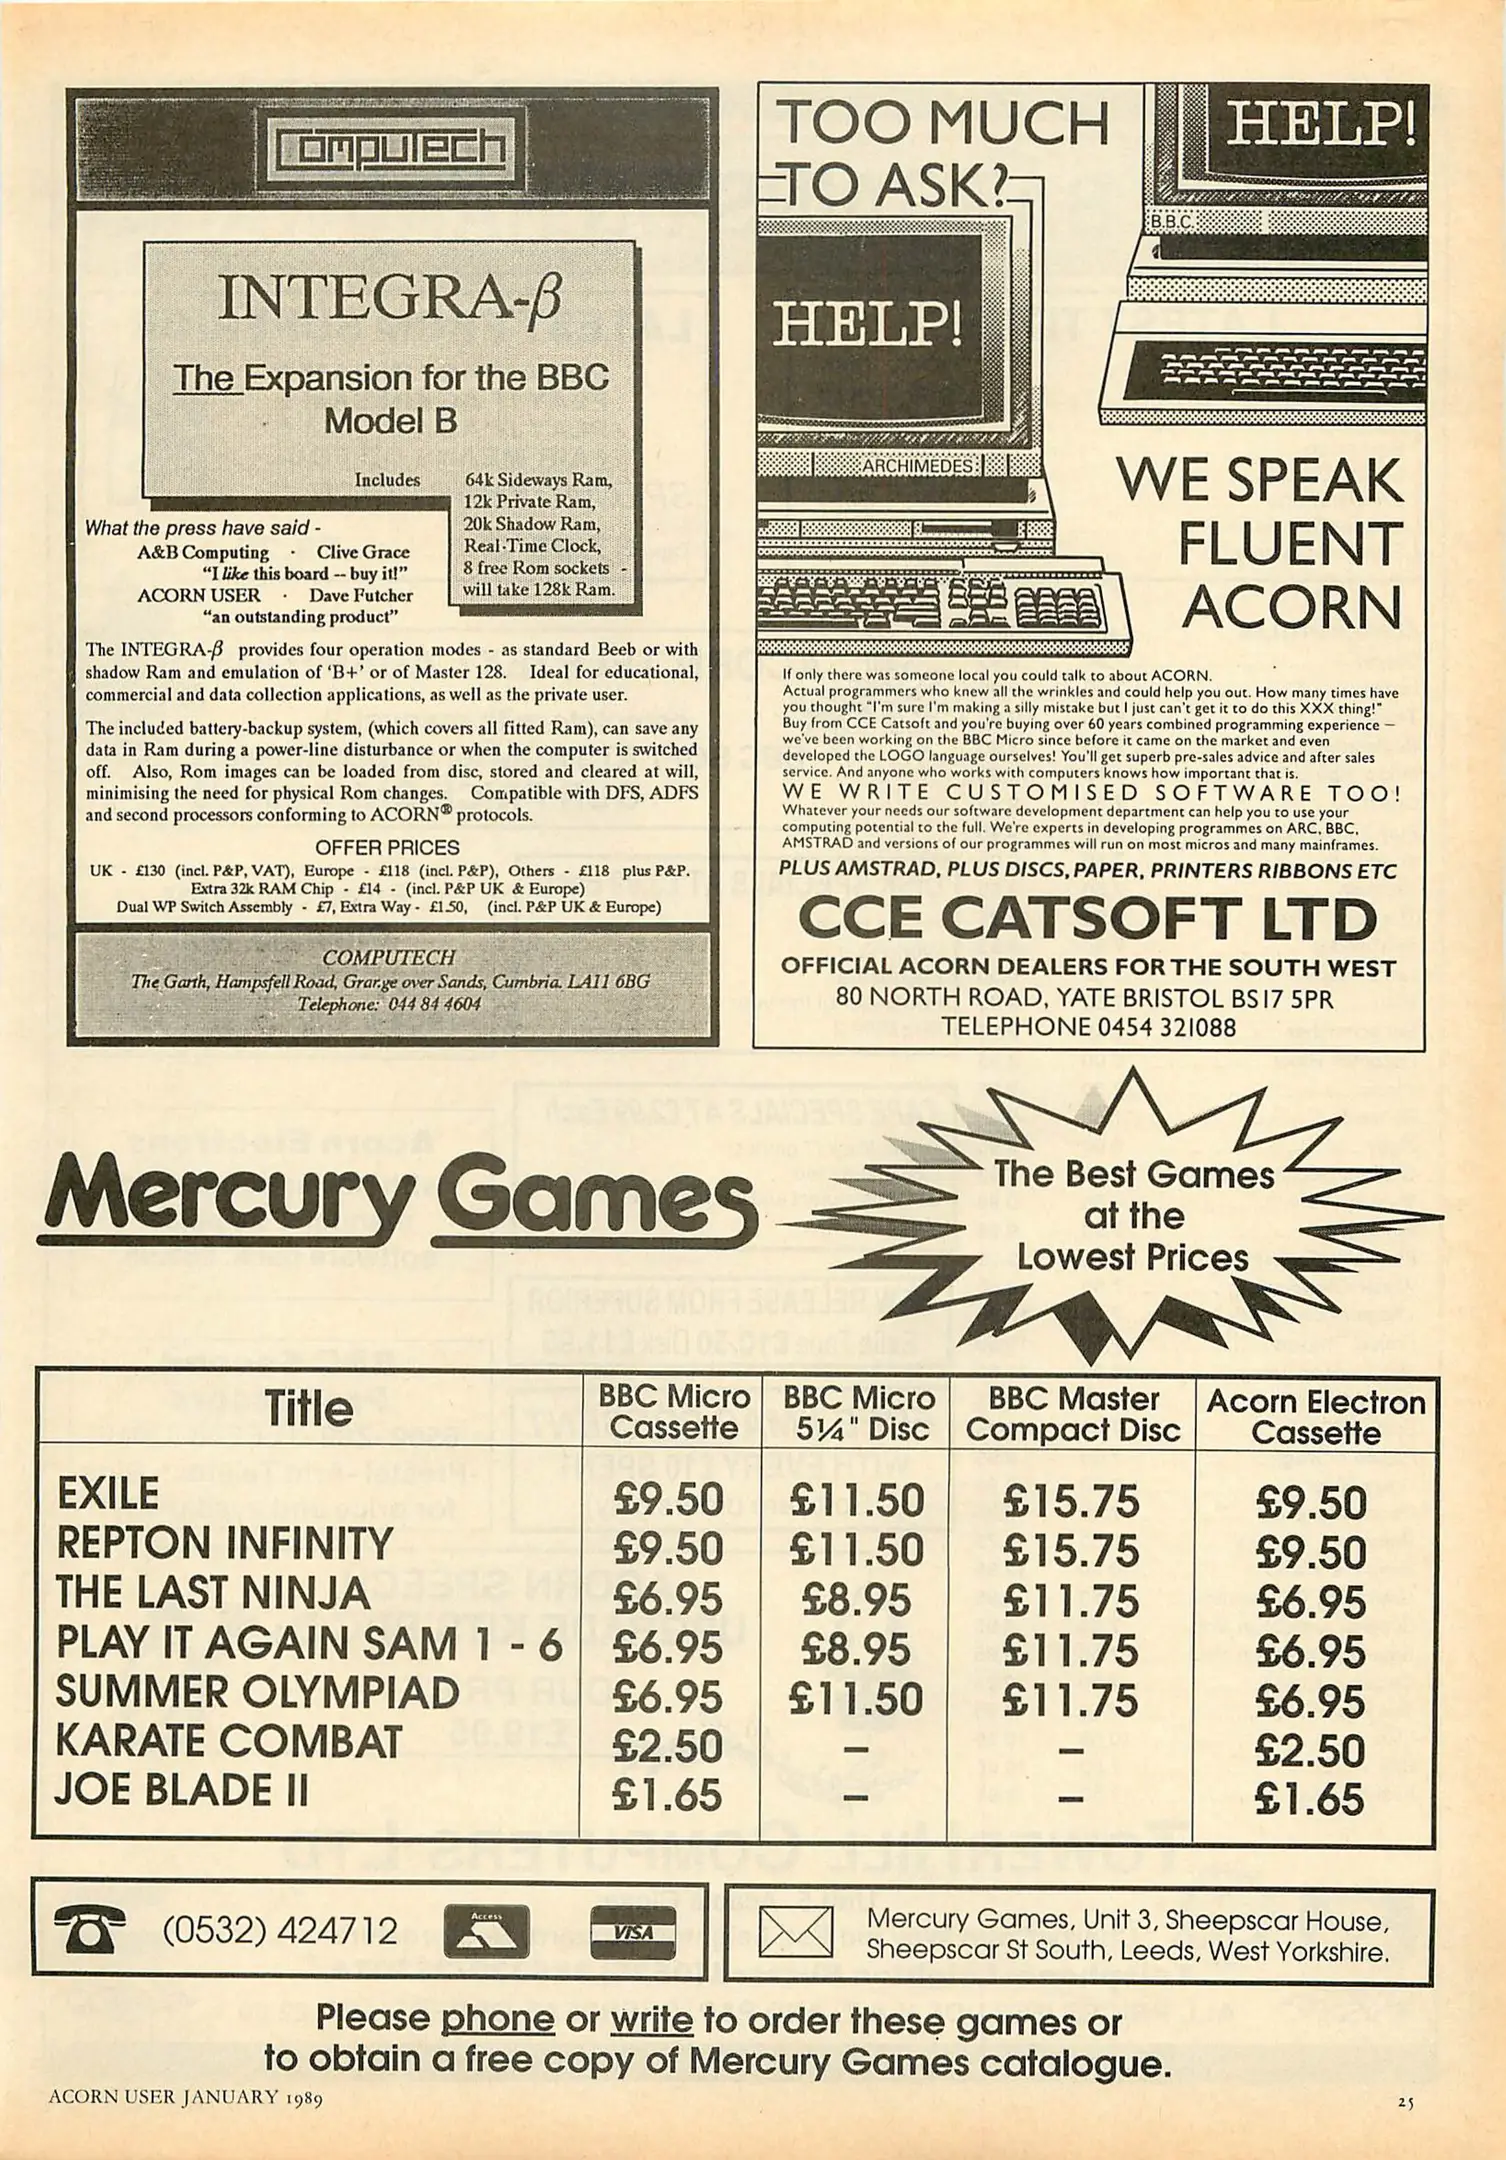 Computech
INTEGRA-β
The Expansion for the BBC
Model B
Includes
64k Sideways Ram,
12k Private Ram,
20k Shadow Ram,
Real-Time Clock,
8 free Rom sockets -
will take 128k Ram.
What the press have said -
A&B Computing · Clive Grace
"I like this board -- buy it!"
ACORN USER · Dave Futcher
"an outstanding product"
The INTEGRA-β provides four operation modes - as standard Beeb or with
shadow Ram and emulation of 'B+' or of Master 128. Ideal for educational,
commercial and data collection applications, as well as the private user.
The included battery-backup system, (which covers all fitted Ram), can save any
data in Ram during a power-line disturbance or when the computer is switched
off. Also, Rom images can be loaded from disc, stored and cleared at will,
minimising the need for physical Rom changes. Compatible with DFS, ADFS
and second processors conforming to ACORN® protocols.
OFFER PRICES
UK - £130 (incl. P&P, VAT), Europe - £118 (incl. P&P), Others - £118 plus P&P.
Extra 32k RAM Chip - £14 - (incl. P&P UK & Europe)
Dual WP Switch Assembly - £7, Extra Way - £1.50, (incl. P&P UK & Europe)
COMPUTECH
The Garth, Hampsfell Road, Grange over Sands, Cumbria. LA11 6BG
Telephone: 044 84 4604
TOO MUCH
TO ASK?
HELP!
BBC
HELP!
ARCHIMEDES
WE SPEAK
FLUENT
ACORN
If only there was someone local you could talk to about ACORN.
Actual programmers who knew all the wrinkles and could help you out. How many times have
you thought "I'm sure I'm making a silly mistake but I just can't get it to do this XXX thing!"
Buy from CCE Catsoft and you're buying over 60 years combined programming experience —
we've been working on the BBC Micro since before it came on the market and even
developed the LOGO language ourselves! You'll get superb pre-sales advice and after sales
service. And anyone who works with computers knows how important that is.
WE WRITE CUSTOMISED SOFTWARE TOO!
Whatever your needs our software development department can help you to use your
computing potential to the full. We're experts in developing programmes on ARC, BBC,
AMSTRAD and versions of our programmes will run on most micros and many mainframes.
PLUS AMSTRAD, PLUS DISCS, PAPER, PRINTERS RIBBONS ETC
CCE CATSOFT LTD
OFFICIAL ACORN DEALERS FOR THE SOUTH WEST
80 NORTH ROAD, YATE BRISTOL BS17 5PR
TELEPHONE 0454 321088
Mercury Games
The Best Games
at the
Lowest Prices
Title BBC Micro Cassette BBC Micro 5¼" Disc BBC Master Compact Disc Acorn Electron Cassette
EXILE £9.50 £11.50 £15.75 £9.50
REPTON INFINITY £9.50 £11.50 £15.75 £9.50
THE LAST NINJA £6.95 £8.95 £11.75 £6.95
PLAY IT AGAIN SAM 1 - 6 £6.95 £8.95 £11.75 £6.95
SUMMER OLYMPIAD £6.95 £11.50 £11.75 £6.95
KARATE COMBAT £2.50 – – £2.50
JOE BLADE II £1.65 – – £1.65
(0532) 424712
Access
VISA
Mercury Games, Unit 3, Sheepscar House,
Sheepscar St South, Leeds, West Yorkshire.
Please phone or write to order these games or
to obtain a free copy of Mercury Games catalogue.
ACORN USER JANUARY 1989
25